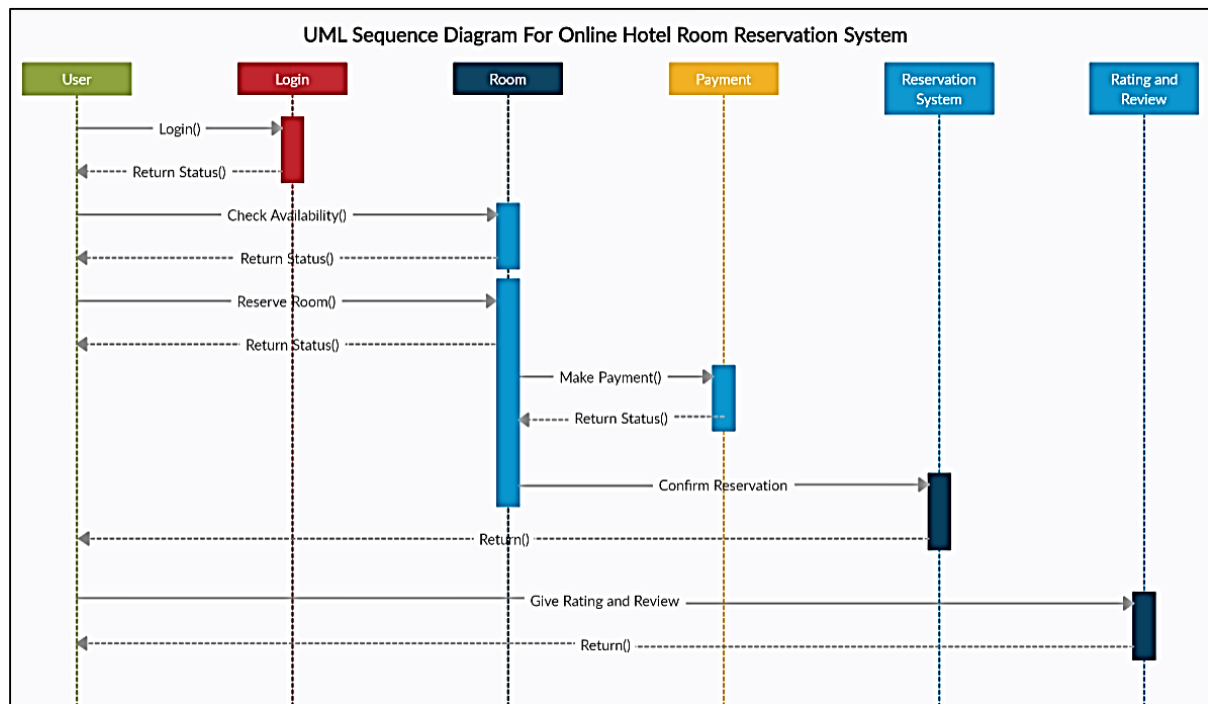 UML Sequence Diagram For Online Hotel Room Reservation System
User
Login
Room
Payment
Reservation
System
Rating and
Review
Login()
Return Status()
Check Availability()
Return Status()
Reserve Room()
Return Status()
Make Payment()
Return Status()
Confirm Reservation
Return()
Give Rating and Review
Return()